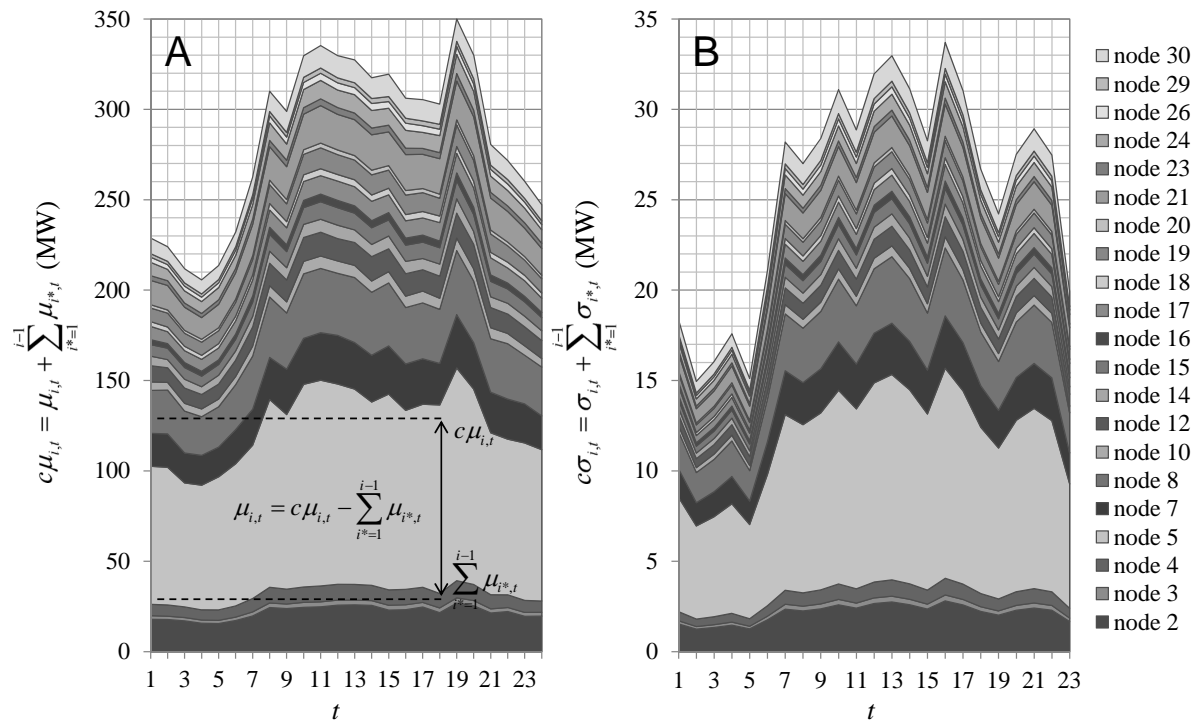 A
350
300
250
200
150
100
50
0
cμ_{i,t} = μ_{i,t} + ∑_{i*=1}^{i-1} μ_{i*,t} (MW)
cμ_{i,t}
μ_{i,t} = cμ_{i,t} − ∑_{i*=1}^{i-1} μ_{i*,t}
∑_{i*=1}^{i-1} μ_{i*,t}
1 3 5 7 9 11 13 15 17 19 21 23
t
B
35
30
25
20
15
10
5
0
cσ_{i,t} = σ_{i,t} + ∑_{i*=1}^{i-1} σ_{i*,t} (MW)
1 3 5 7 9 11 13 15 17 19 21 23
t
node 30
node 29
node 26
node 24
node 23
node 21
node 20
node 19
node 18
node 17
node 16
node 15
node 14
node 12
node 10
node 8
node 7
node 5
node 4
node 3
node 2